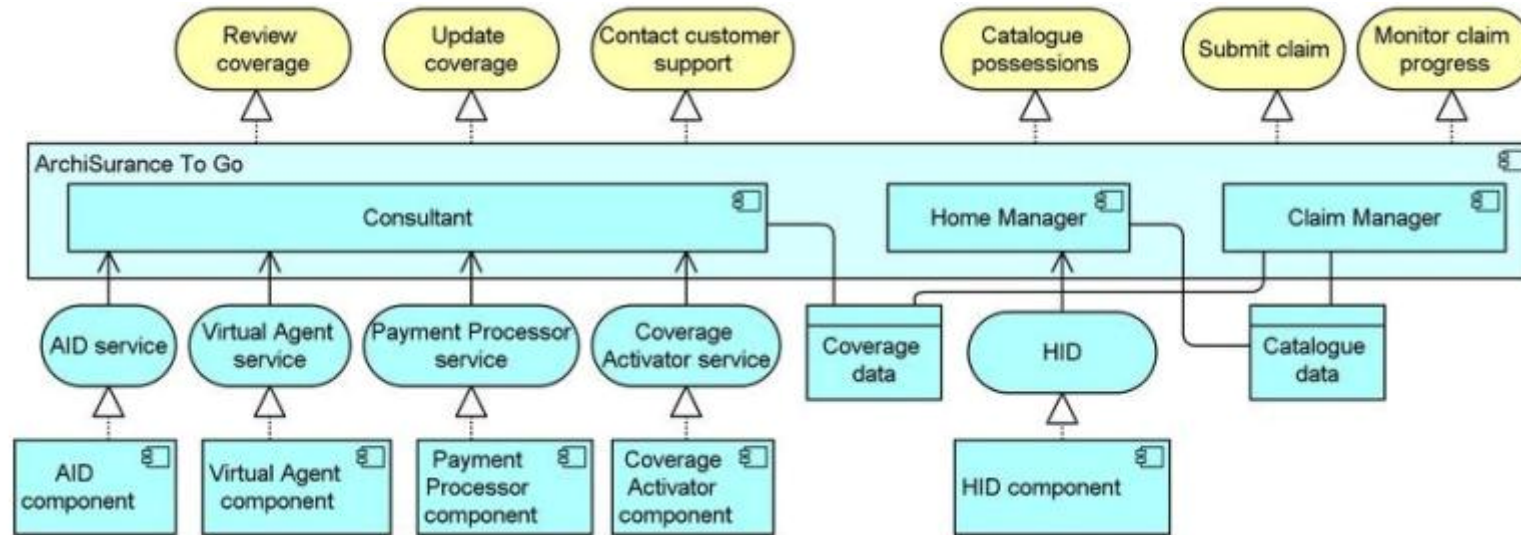 Review
coverage
Update
coverage
Contact customer
support
Catalogue
possessions
Submit claim
Monitor claim
progress
ArchiSurance To Go
Consultant
Home Manager
Claim Manager
AID service
Virtual Agent
service
Payment Processor
service
Coverage
Activator service
Coverage
data
HID
Catalogue
data
AID
component
Virtual Agent
component
Payment
Processor
component
Coverage
Activator
component
HID component